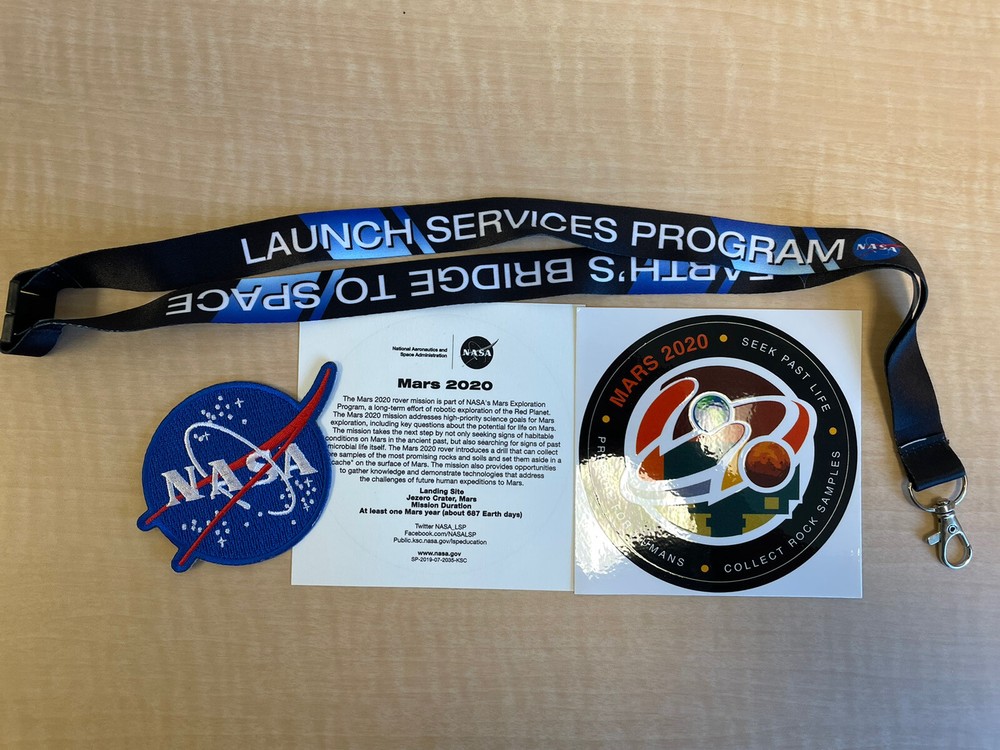 LAUNCH SERVICES PROGRAM
NASA
EARTH'S BRIDGE TO SPACE
NASA
National Aeronautics and
Space Administration
NASA
Mars 2020
The Mars 2020 rover mission is part of NASA's Mars Exploration
Program, a long-term effort of robotic exploration of the Red Planet.
The Mars 2020 mission addresses high-priority science goals for Mars
exploration, including key questions about the potential for life on Mars.
The mission takes the next step by not only seeking signs of habitable
conditions on Mars in the ancient past, but also searching for signs of past
microbial life itself. The Mars 2020 rover introduces a drill that can collect
samples of the most promising rocks and soils and set them aside in a
cache" on the surface of Mars. The mission also provides opportunities
to gather knowledge and demonstrate technologies that address
the challenges of future human expeditions to Mars.
Landing Site
Jezero Crater, Mars
Mission Duration
At least one Mars year (about 687 Earth days)
Twitter NASA_LSP
Facebook.com/NASALSP
Public.ksc.nasa.gov/lspeducation
www.nasa.gov
SP-2019-07-2035-KSC
MARS 2020
SEEK PAST LIFE
COLLECT ROCK SAMPLES